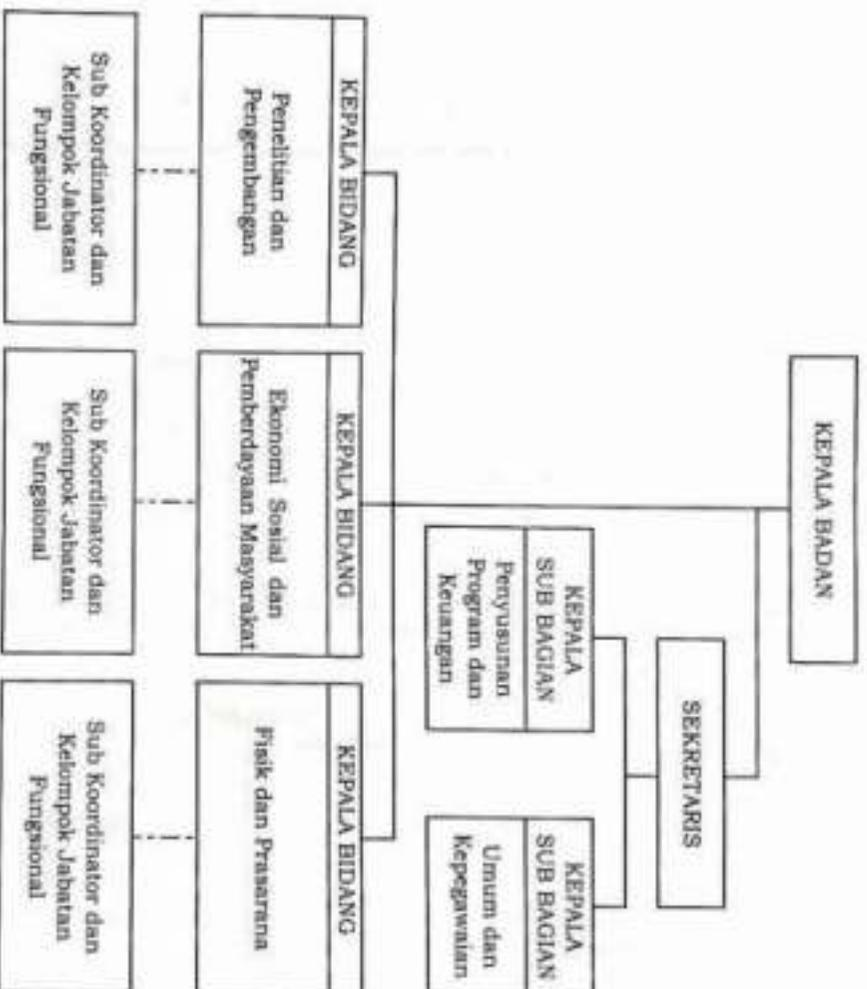 KEPALA BADAN
SEKRETARIS
KEPALA
SUB BAGIAN
Penyusunan
Program dan
Keuangan
KEPALA
SUB BAGIAN
Umum dan
Kepegawaian
KEPALA BIDANG
Penelitian dan
Pengembangan
KEPALA BIDANG
Ekonomi Sosial dan
Pemberdayaan Masyarakat
KEPALA BIDANG
Fisik dan Prasarana
Sub Koordinator dan
Kelompok Jabatan
Fungsional
Sub Koordinator dan
Kelompok Jabatan
Fungsional
Sub Koordinator dan
Kelompok Jabatan
Fungsional